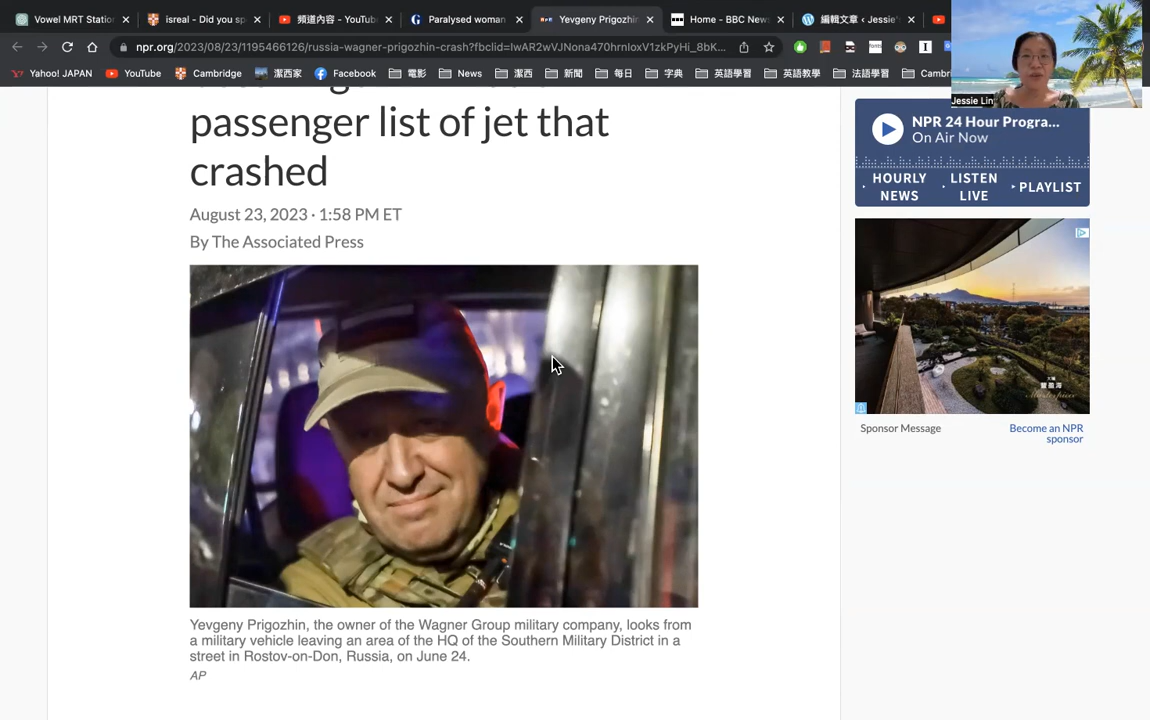 Vowel MRT Statio
isreal - Did you sp
頻道內容 - YouTub
Paralysed woman
Yevgeny Prigozhin
Home - BBC News
編輯文章 ‹ Jessie'
npr.org/2023/08/23/1195466126/russia-wagner-prigozhin-crash?fbclid=IwAR2wVJNona470hrnIoxV1zkPyHi_8bK...
Yahoo! JAPAN
YouTube
Cambridge
潔西家
Facebook
電影
News
潔西
新聞
每日
字典
英語學習
英語教學
法語學習
Cambri
Jessie Lin
passenger list of jet that
crashed
August 23, 2023 · 1:58 PM ET
By The Associated Press
Yevgeny Prigozhin, the owner of the Wagner Group military company, looks from
a military vehicle leaving an area of the HQ of the Southern Military District in a
street in Rostov-on-Don, Russia, on June 24.
AP
NPR 24 Hour Progra...
On Air Now
HOURLY
NEWS
LISTEN
LIVE
PLAYLIST
Sponsor Message
Become an NPR
sponsor